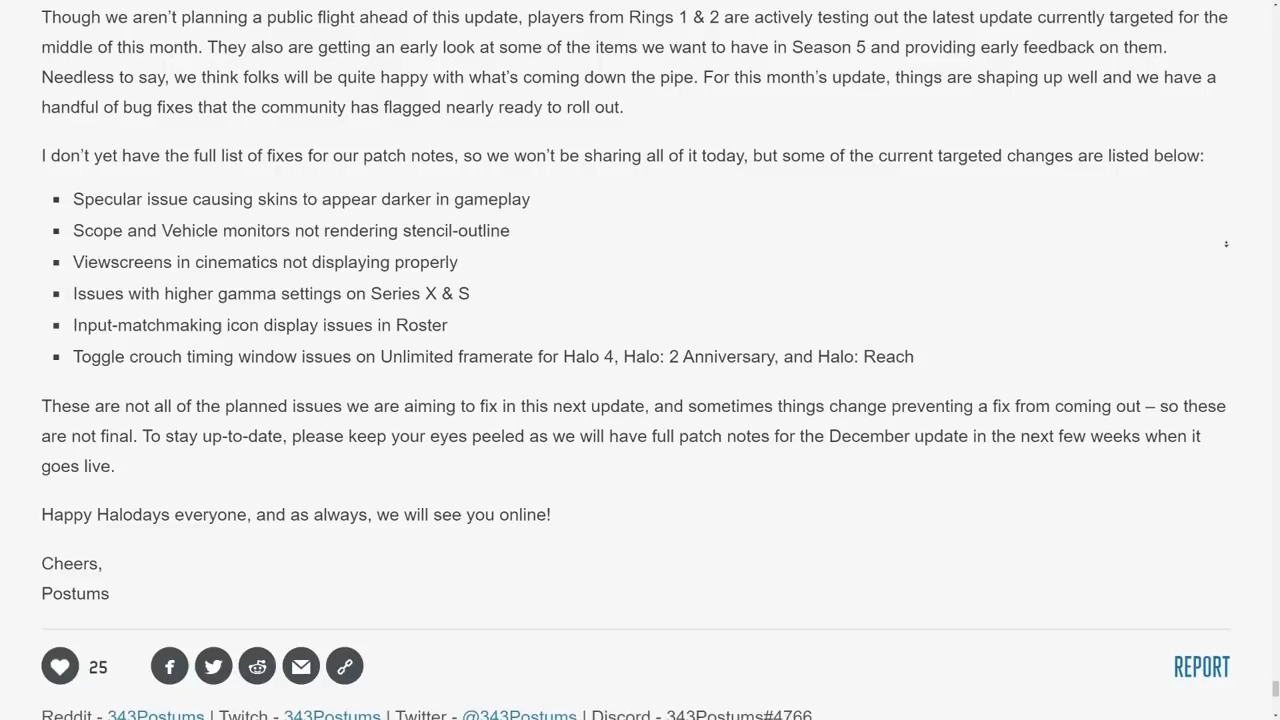 Though we aren’t planning a public flight ahead of this update, players from Rings 1 & 2 are actively testing out the latest update currently targeted for the
middle of this month. They also are getting an early look at some of the items we want to have in Season 5 and providing early feedback on them.
Needless to say, we think folks will be quite happy with what’s coming down the pipe. For this month’s update, things are shaping up well and we have a
handful of bug fixes that the community has flagged nearly ready to roll out.
I don’t yet have the full list of fixes for our patch notes, so we won’t be sharing all of it today, but some of the current targeted changes are listed below:
▪ Specular issue causing skins to appear darker in gameplay
▪ Scope and Vehicle monitors not rendering stencil-outline
▪ Viewscreens in cinematics not displaying properly
▪ Issues with higher gamma settings on Series X & S
▪ Input-matchmaking icon display issues in Roster
▪ Toggle crouch timing window issues on Unlimited framerate for Halo 4, Halo: 2 Anniversary, and Halo: Reach
These are not all of the planned issues we are aiming to fix in this next update, and sometimes things change preventing a fix from coming out – so these
are not final. To stay up-to-date, please keep your eyes peeled as we will have full patch notes for the December update in the next few weeks when it
goes live.
Happy Halodays everyone, and as always, we will see you online!
Cheers,
Postums
25
REPORT
Reddit - 343Postums | Twitch - 343Postums | Twitter - @343Postums | Discord - 343Postums#4766